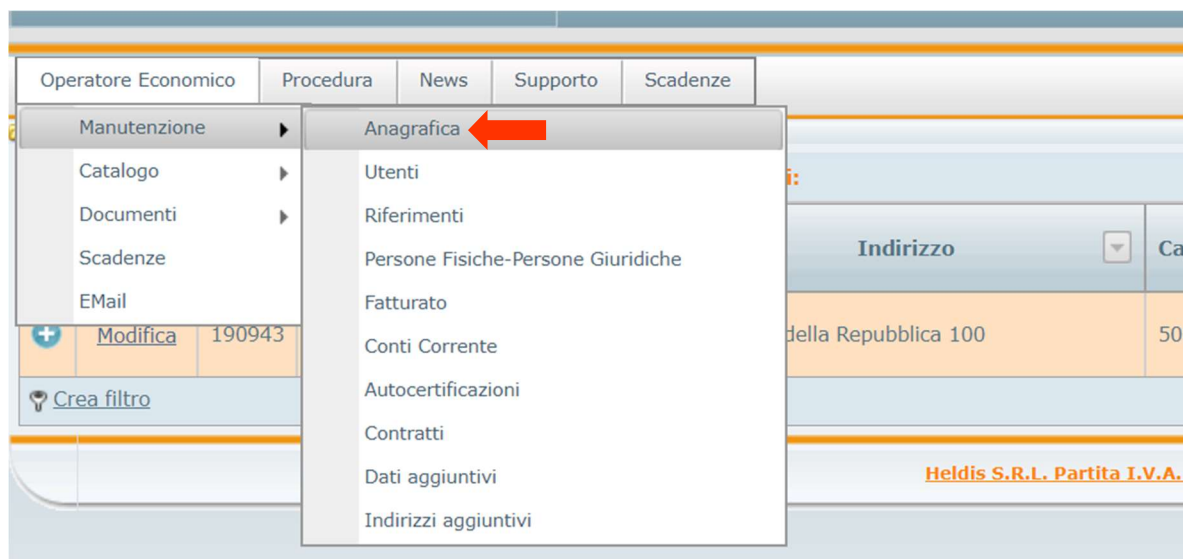 Operatore Economico Procedura News Supporto Scadenze
Manutenzione
Catalogo
Documenti
Scadenze
EMail
Anagrafica
Utenti
Riferimenti
Persone Fisiche-Persone Giuridiche
Fatturato
Conti Corrente
Autocertificazioni
Contratti
Dati aggiuntivi
Indirizzi aggiuntivi
i:
Indirizzo Ca
Modifica 190943 della Repubblica 100 50
Crea filtro
Heldis S.R.L. Partita I.V.A.